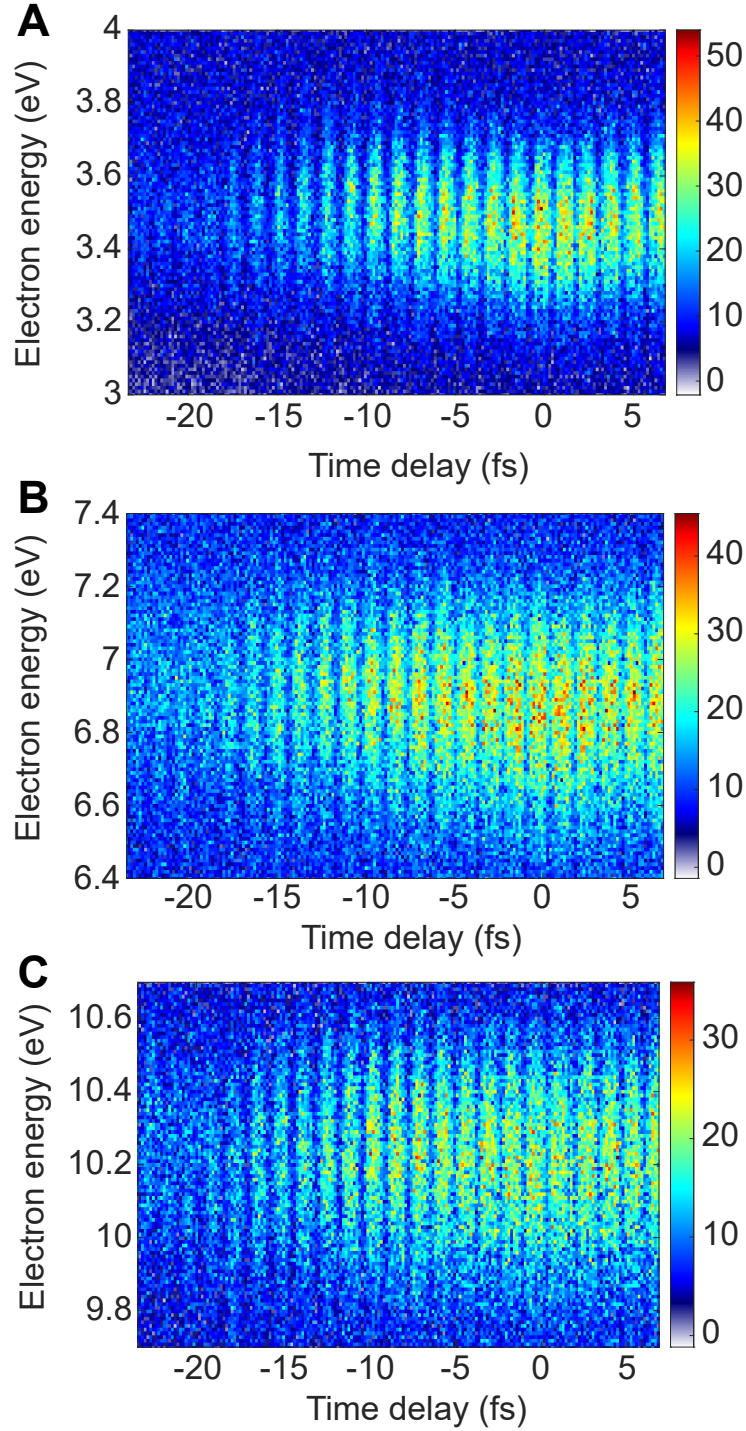 A
Electron energy (eV)
4
3.8
3.6
3.4
3.2
3
-20 -15 -10 -5 0 5
Time delay (fs)
50
40
30
20
10
0
B
Electron energy (eV)
7.4
7.2
7
6.8
6.6
6.4
-20 -15 -10 -5 0 5
Time delay (fs)
40
30
20
10
0
C
Electron energy (eV)
10.6
10.4
10.2
10
9.8
-20 -15 -10 -5 0 5
Time delay (fs)
30
20
10
0